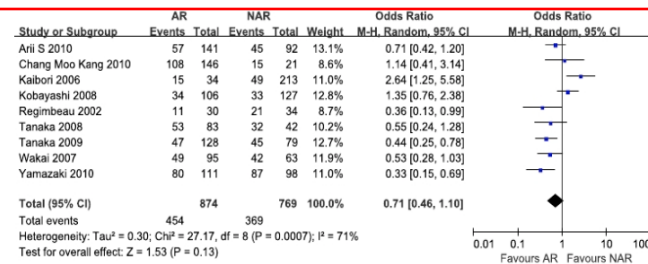 AR NAR Odds Ratio Odds Ratio
Study or Subgroup Events Total Events Total Weight M-H, Random, 95% CI M-H, Random, 95% CI
Arii S 2010 57 141 45 92 13.1% 0.71 [0.42, 1.20]
Chang Moo Kang 2010 108 146 15 21 9.4% 1.14 [0.41, 3.14]
Kaibori 2006 15 34 49 213 11.0% 2.64 [1.25, 5.58]
Kobayashi 2008 34 106 33 127 12.8% 1.35 [0.76, 2.38]
Regimbeau 2002 11 30 21 34 9.5% 0.36 [0.13, 0.99]
Tanaka 2008 53 83 32 42 10.5% 0.55 [0.24, 1.28]
Tanaka 2009 47 128 45 79 12.8% 0.44 [0.25, 0.78]
Wakai 2007 49 95 42 63 11.9% 0.53 [0.28, 1.03]
Yamazaki 2010 80 111 87 98 11.2% 0.33 [0.15, 0.69]
Total (95% CI) 874 769 100.0% 0.71 [0.46, 1.10]
Total events 454 369
Heterogeneity: Tau² = 0.30; Chi² = 27.17, df = 8 (P = 0.0007); I² = 71%
Test for overall effect: Z = 1.53 (P = 0.13)
0.01 0.1 1 10 100
Favours AR Favours NAR